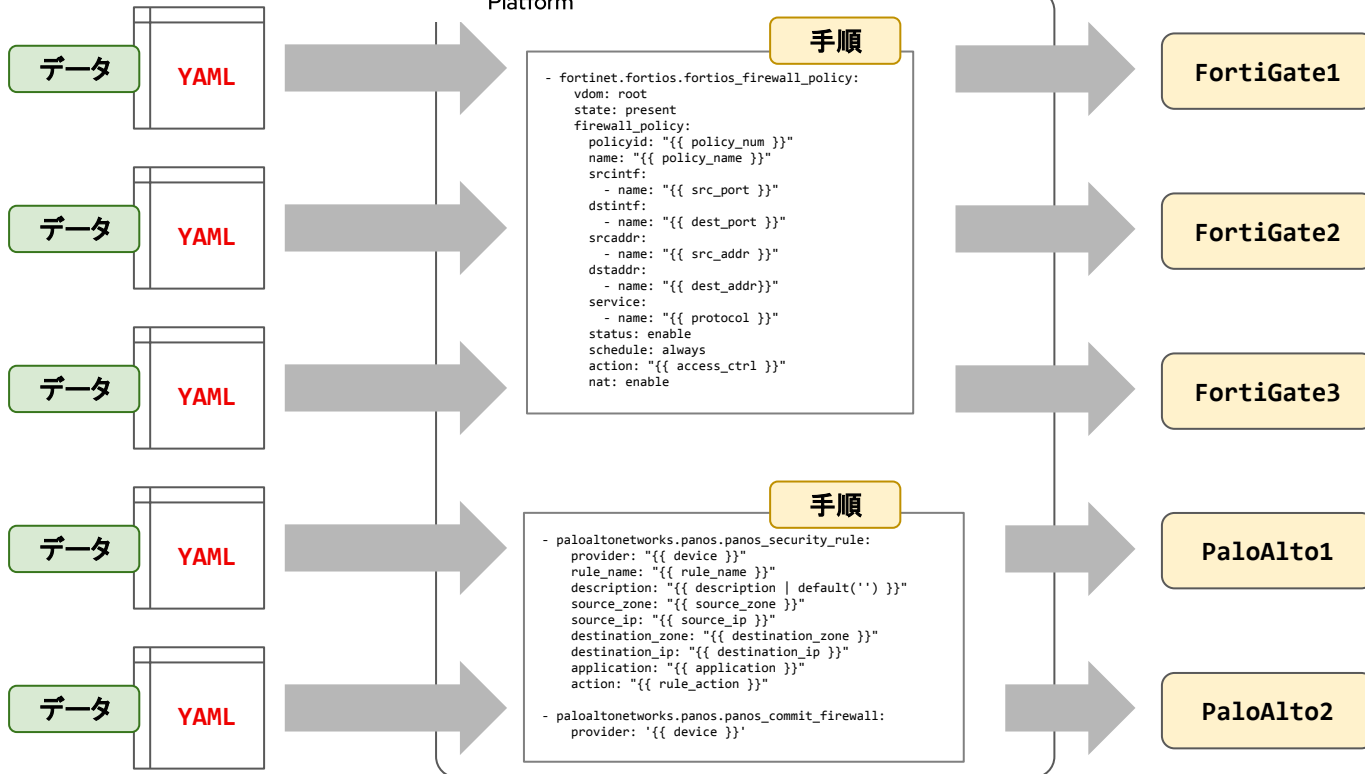 Platform
データ
YAML
手順
- fortinet.fortios.fortios_firewall_policy:
    vdom: root
    state: present
    firewall_policy:
      policyid: "{{ policy_num }}"
      name: "{{ policy_name }}"
      srcintf:
        - name: "{{ src_port }}"
      dstintf:
        - name: "{{ dest_port }}"
      srcaddr:
        - name: "{{ src_addr }}"
      dstaddr:
        - name: "{{ dest_addr}}"
      service:
        - name: "{{ protocol }}"
      status: enable
      schedule: always
      action: "{{ access_ctrl }}"
      nat: enable
FortiGate1
データ
YAML
FortiGate2
データ
YAML
FortiGate3
データ
YAML
手順
- paloaltonetworks.panos.panos_security_rule:
    provider: "{{ device }}"
    rule_name: "{{ rule_name }}"
    description: "{{ description | default('') }}"
    source_zone: "{{ source_zone }}"
    source_ip: "{{ source_ip }}"
    destination_zone: "{{ destination_zone }}"
    destination_ip: "{{ destination_ip }}"
    application: "{{ application }}"
    action: "{{ rule_action }}"
- paloaltonetworks.panos.panos_commit_firewall:
    provider: '{{ device }}'
PaloAlto1
データ
YAML
PaloAlto2